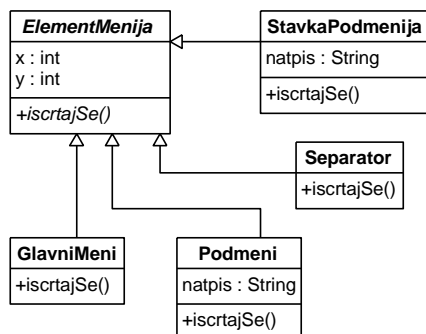 ElementMenija
x : int
y : int
+iscrtajSe()
StavkaPodmenija
natpis : String
+iscrtajSe()
Separator
+iscrtajSe()
GlavniMeni
+iscrtajSe()
Podmeni
natpis : String
+iscrtajSe()